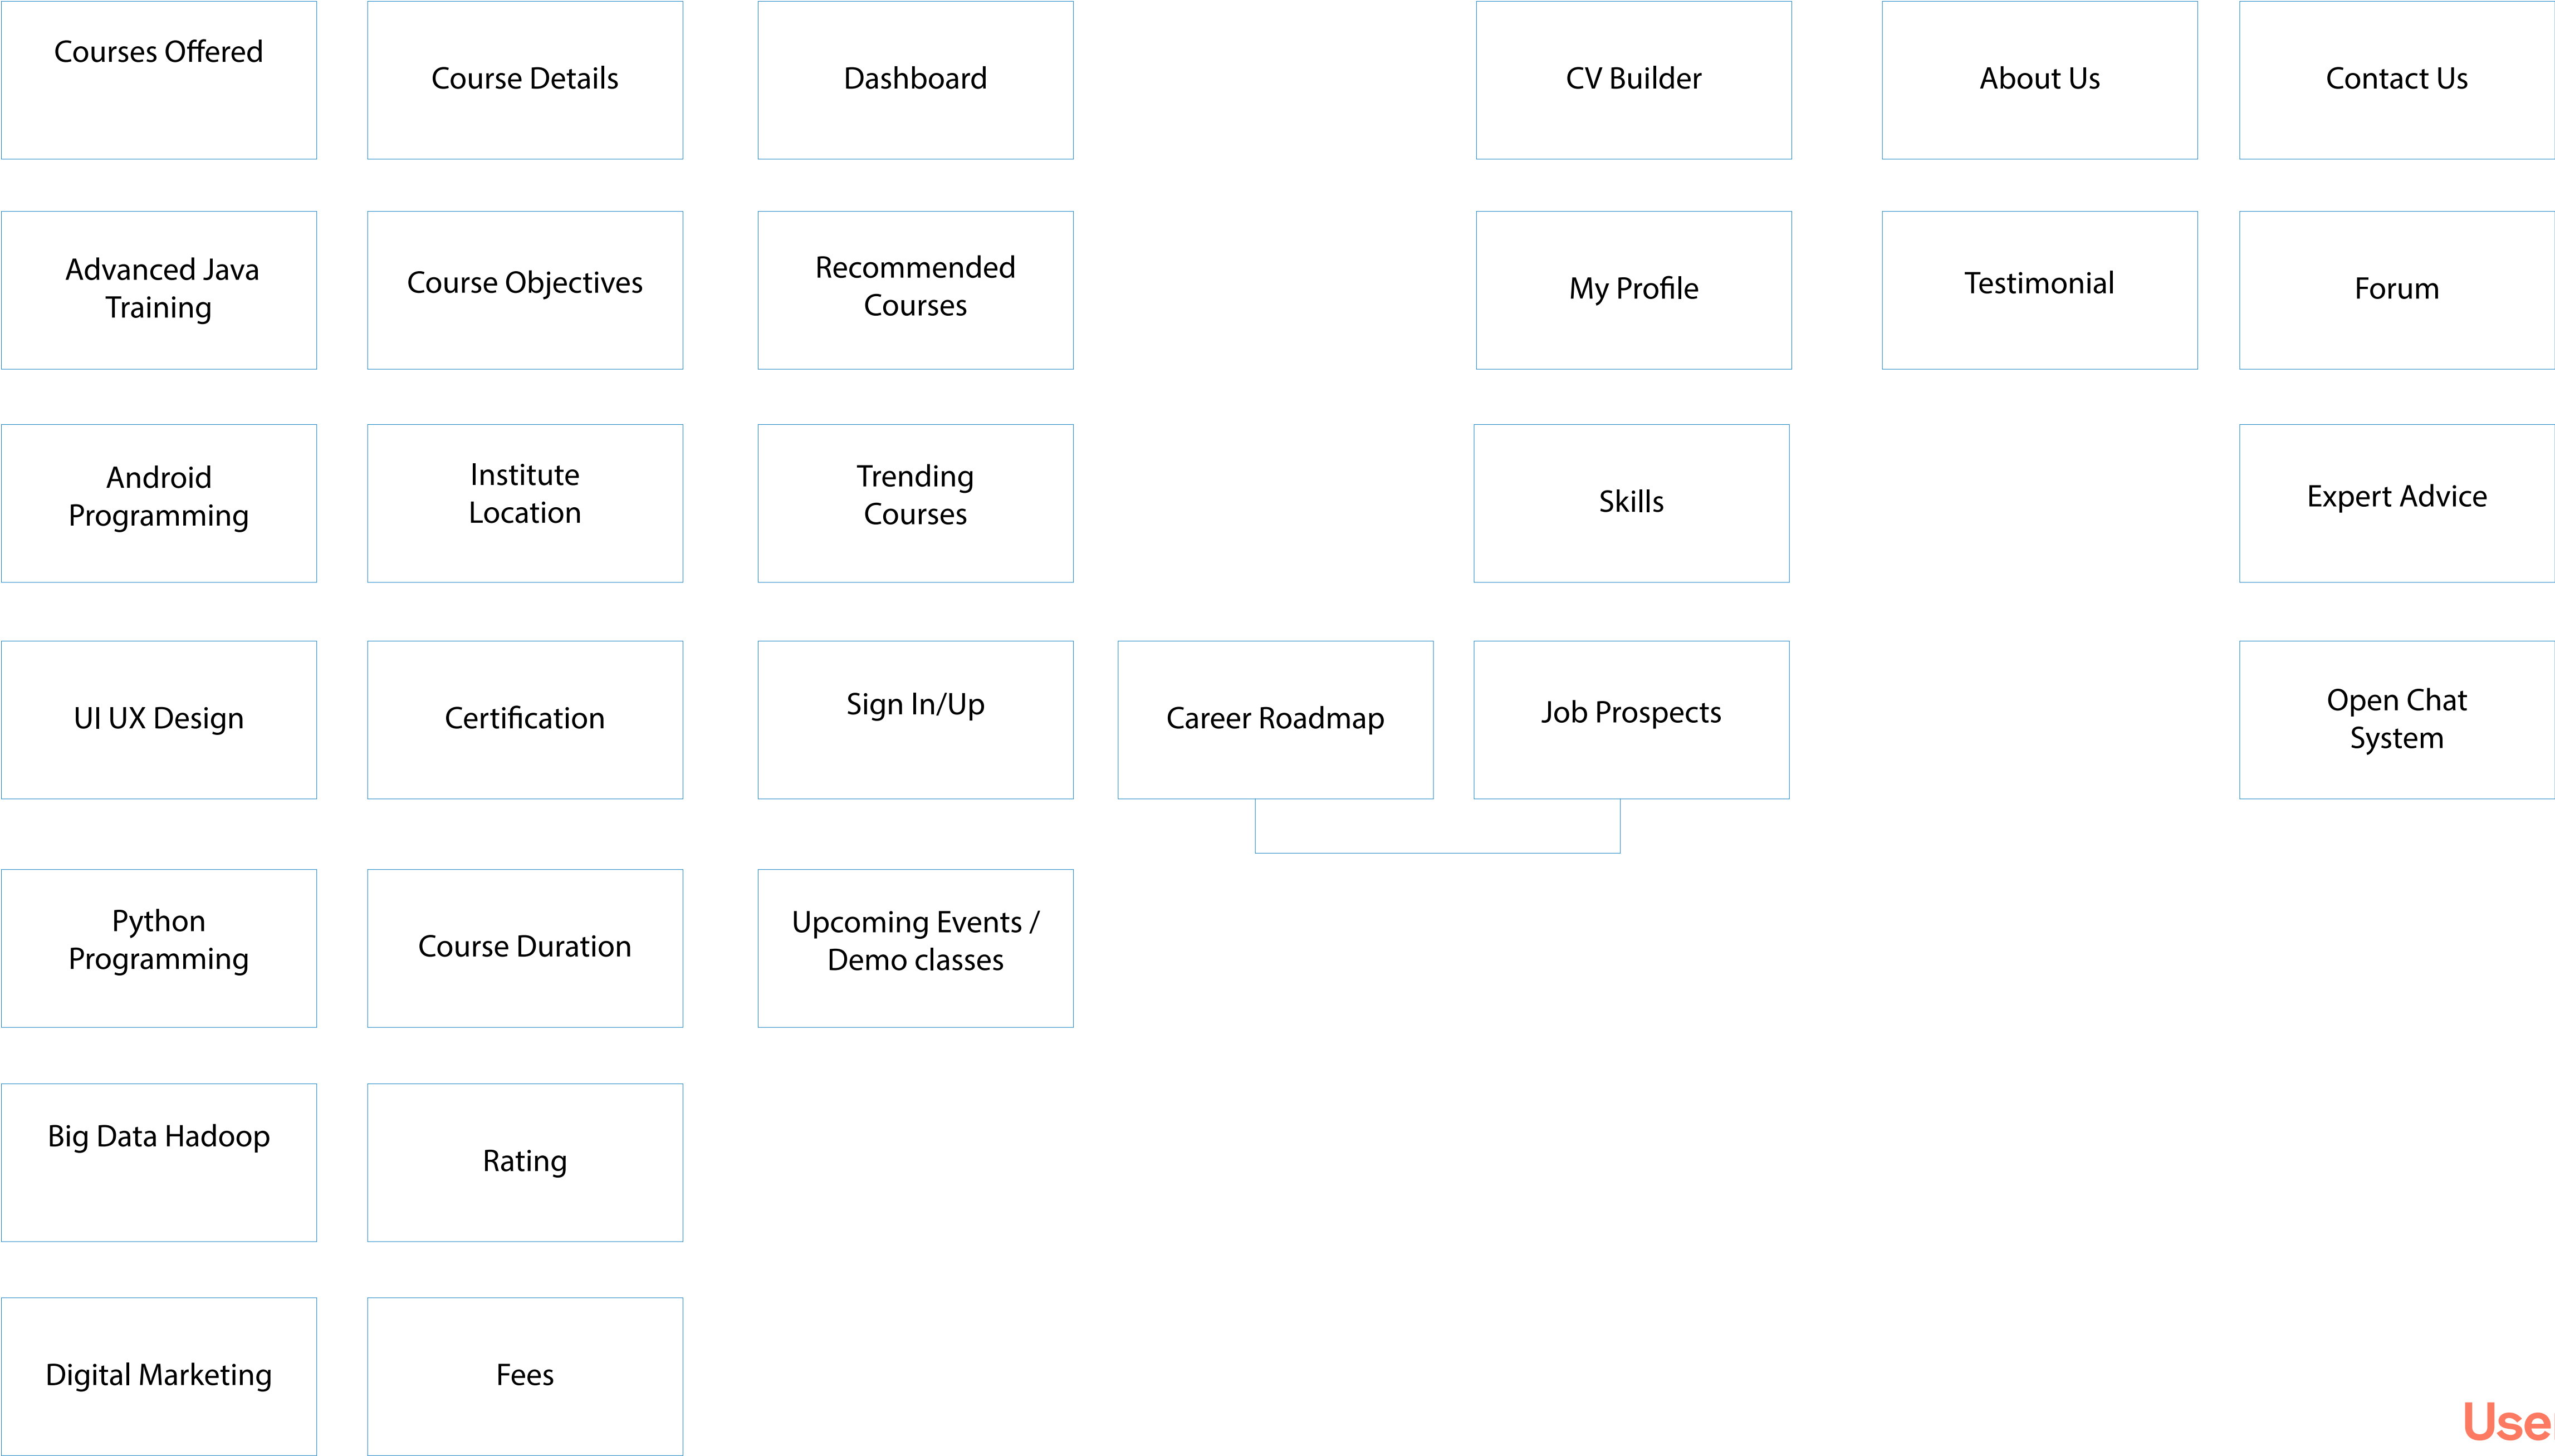 Courses Offered
Course Details
Dashboard
CV Builder
About Us
Contact Us
Advanced Java
Training
Course Objectives
Recommended
Courses
My Profile
Testimonial
Forum
Android
Programming
Institute
Location
Trending
Courses
Skills
Expert Advice
UI UX Design
Certification
Sign In/Up
Career Roadmap
Job Prospects
Open Chat
System
Python
Programming
Course Duration
Upcoming Events /
Demo classes
Big Data Hadoop
Rating
Digital Marketing
Fees